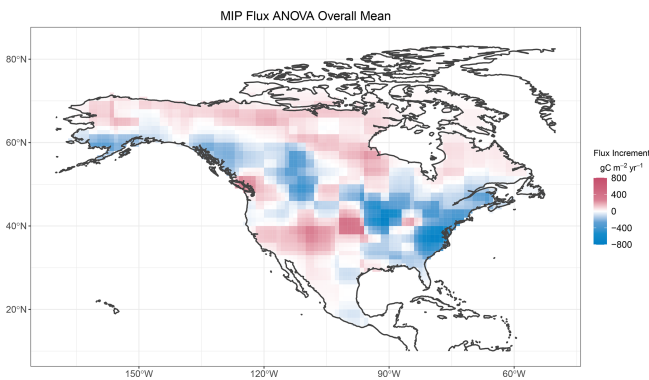 MIP Flux ANOVA Overall Mean
80°N
60°N
40°N
20°N
150°W
120°W
90°W
60°W
Flux Increment
gC m⁻² yr⁻¹
800
400
0
−400
−800